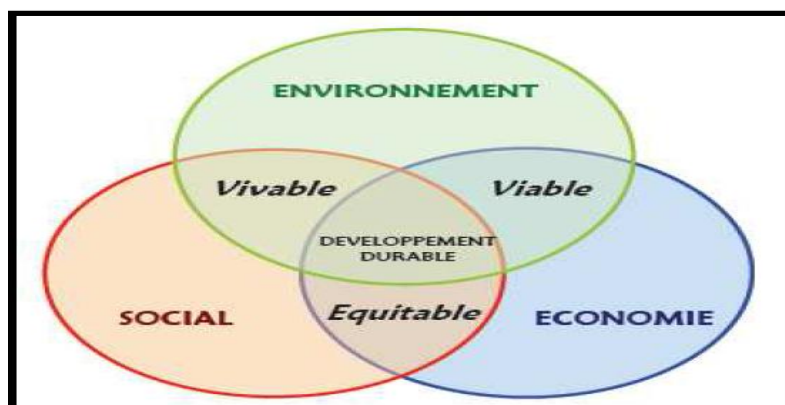 ENVIRONNEMENT
Vivable
Viable
DEVELOPPEMENT
DURABLE
SOCIAL
Equitable
ECONOMIE